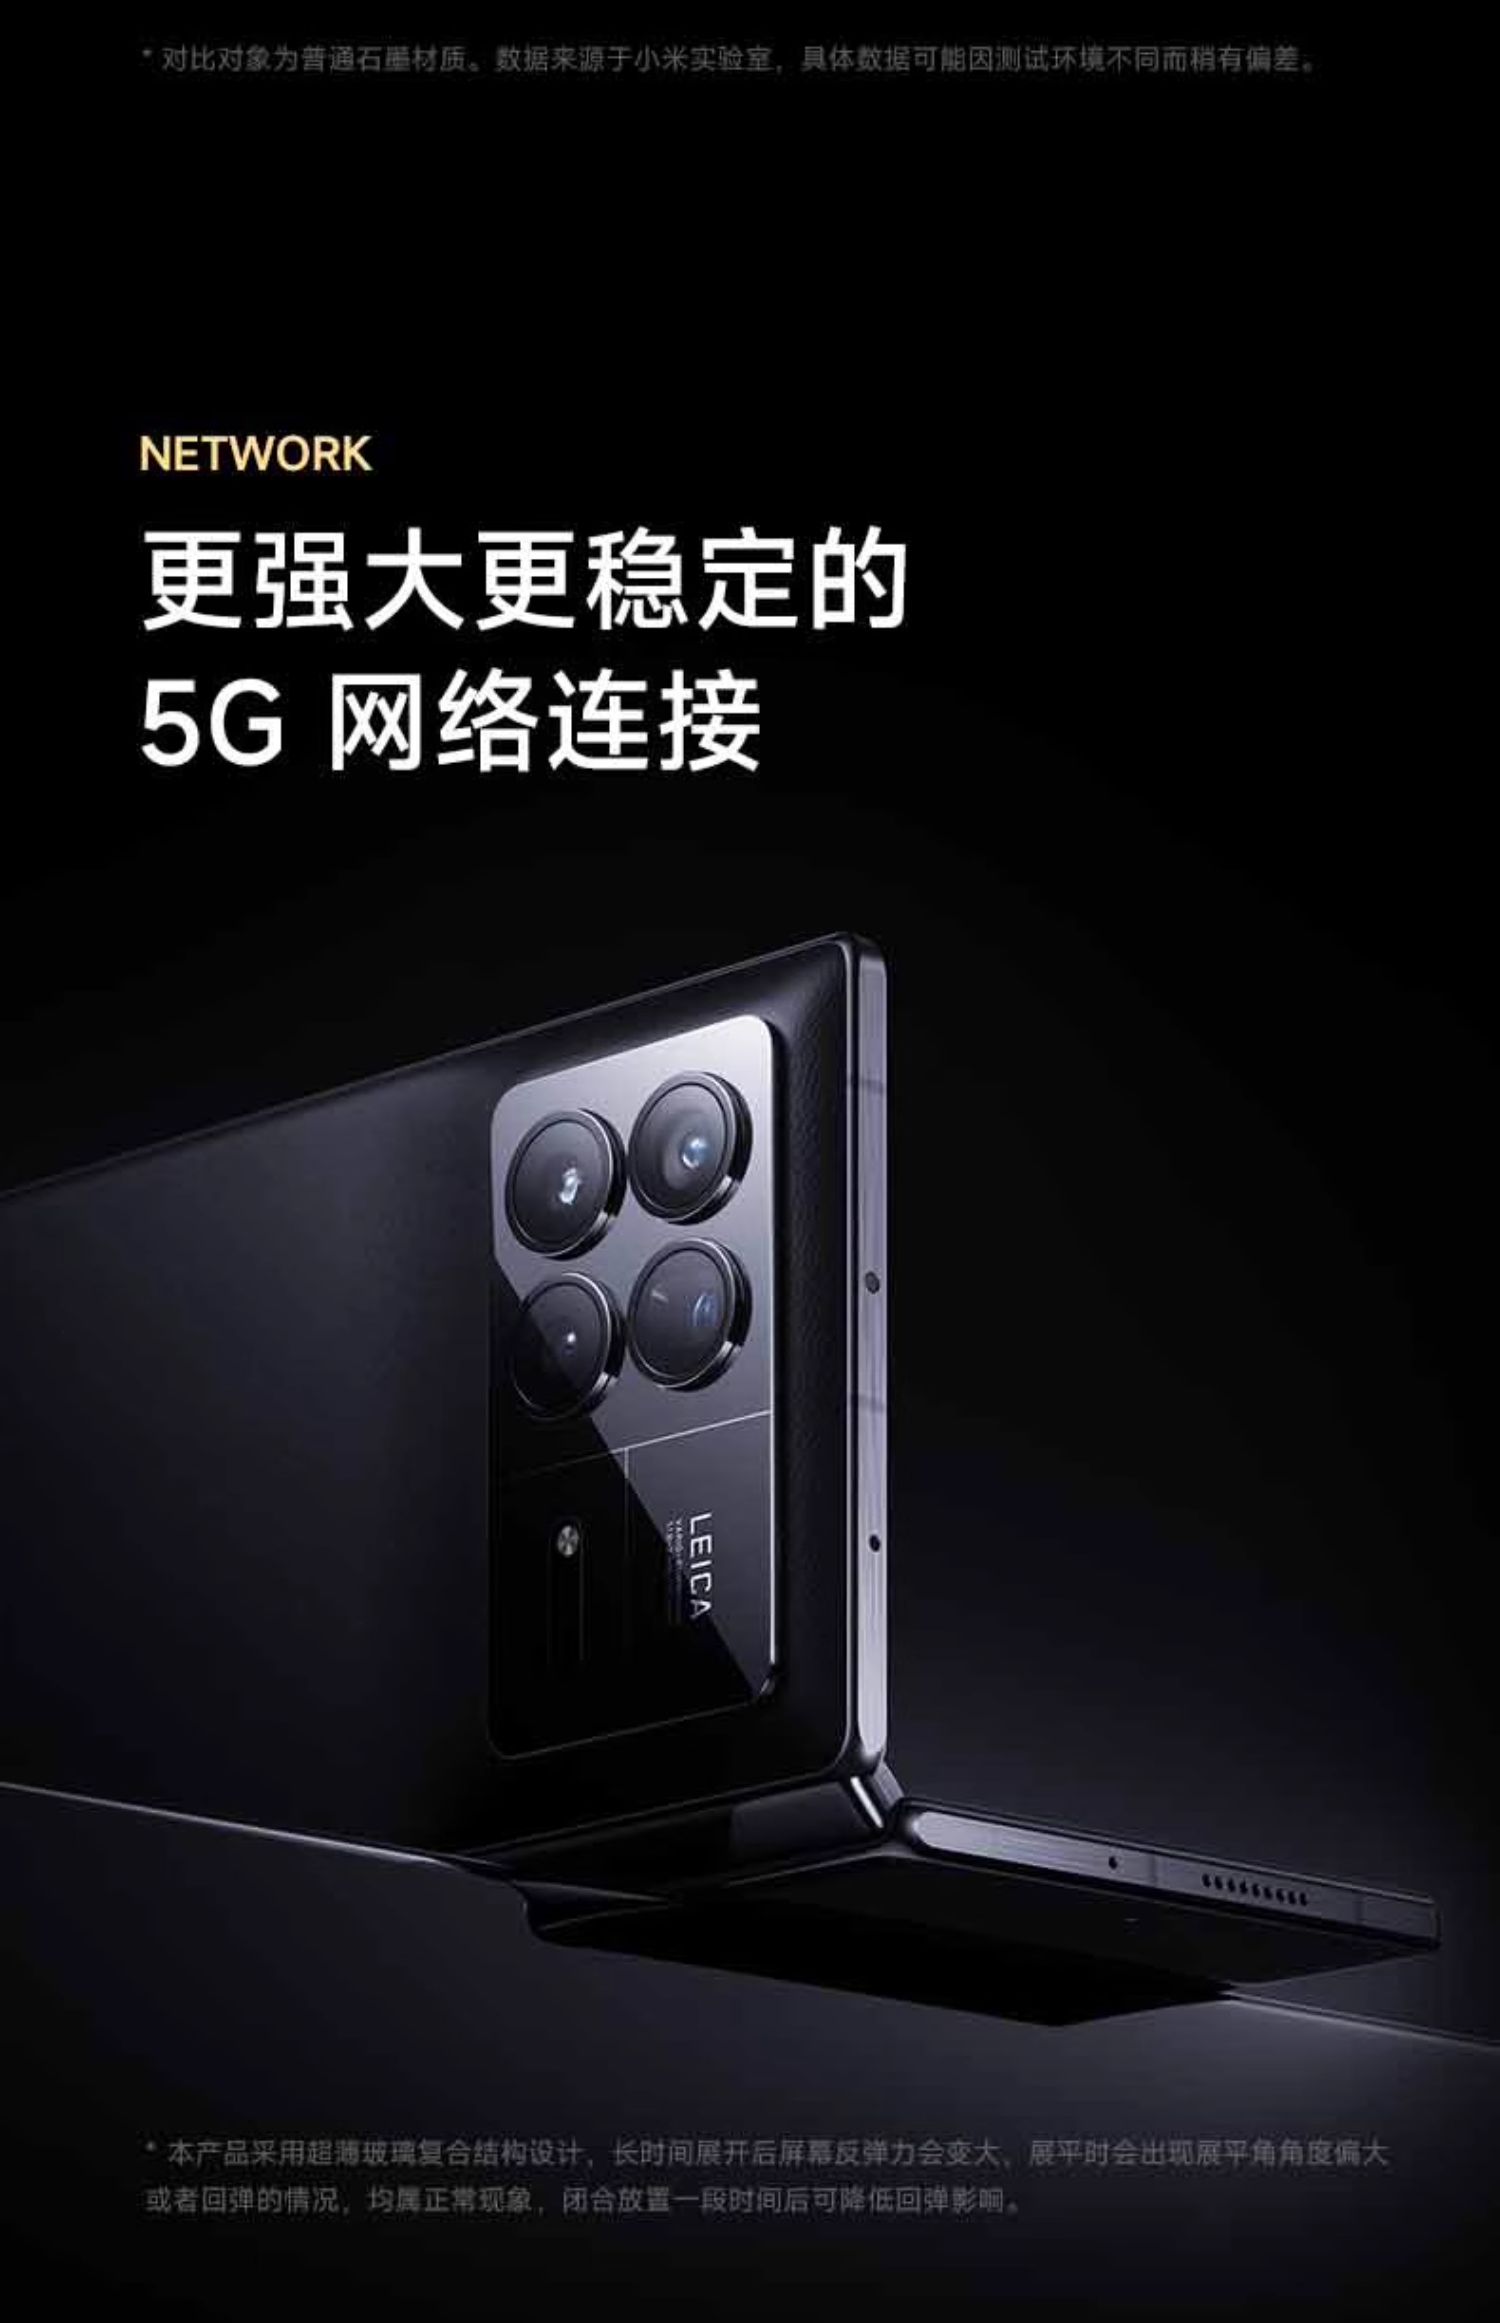 * 对比对象为普通石墨材质。数据来源于小米实验室，具体数据可能因测试环境不同而稍有偏差。
NETWORK
更强大更稳定的
5G 网络连接
LEICA
* 本产品采用超薄玻璃复合结构设计，长时间展开后屏幕反弹力会变大，展平时会出现展平角角度偏大
或者回弹的情况，均属正常现象，闭合放置一段时间后可降低回弹影响。